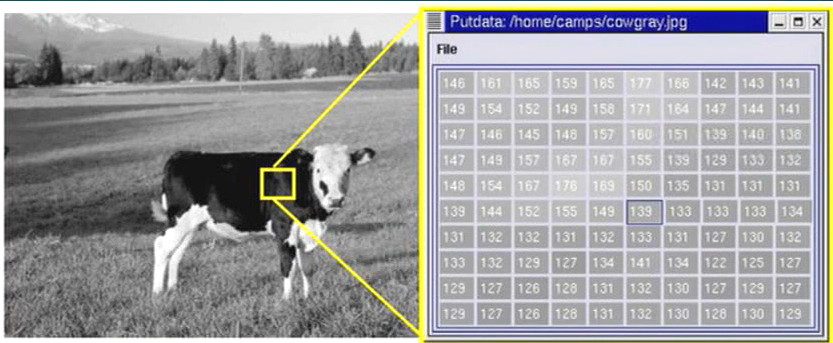 Putdata: /home/camps/cowgray.jpg
File
146 161 165 159 165 177 166 142 143 141
149 154 152 149 158 171 164 147 144 141
147 146 145 148 157 160 151 139 140 138
147 149 157 167 167 155 139 129 133 132
148 154 167 176 169 150 135 131 131 131
139 144 152 155 149 139 133 133 133 134
131 132 132 131 132 133 131 127 130 132
133 132 129 127 134 141 134 122 125 127
129 127 126 128 131 132 130 127 129 127
129 127 126 128 131 132 130 128 130 129